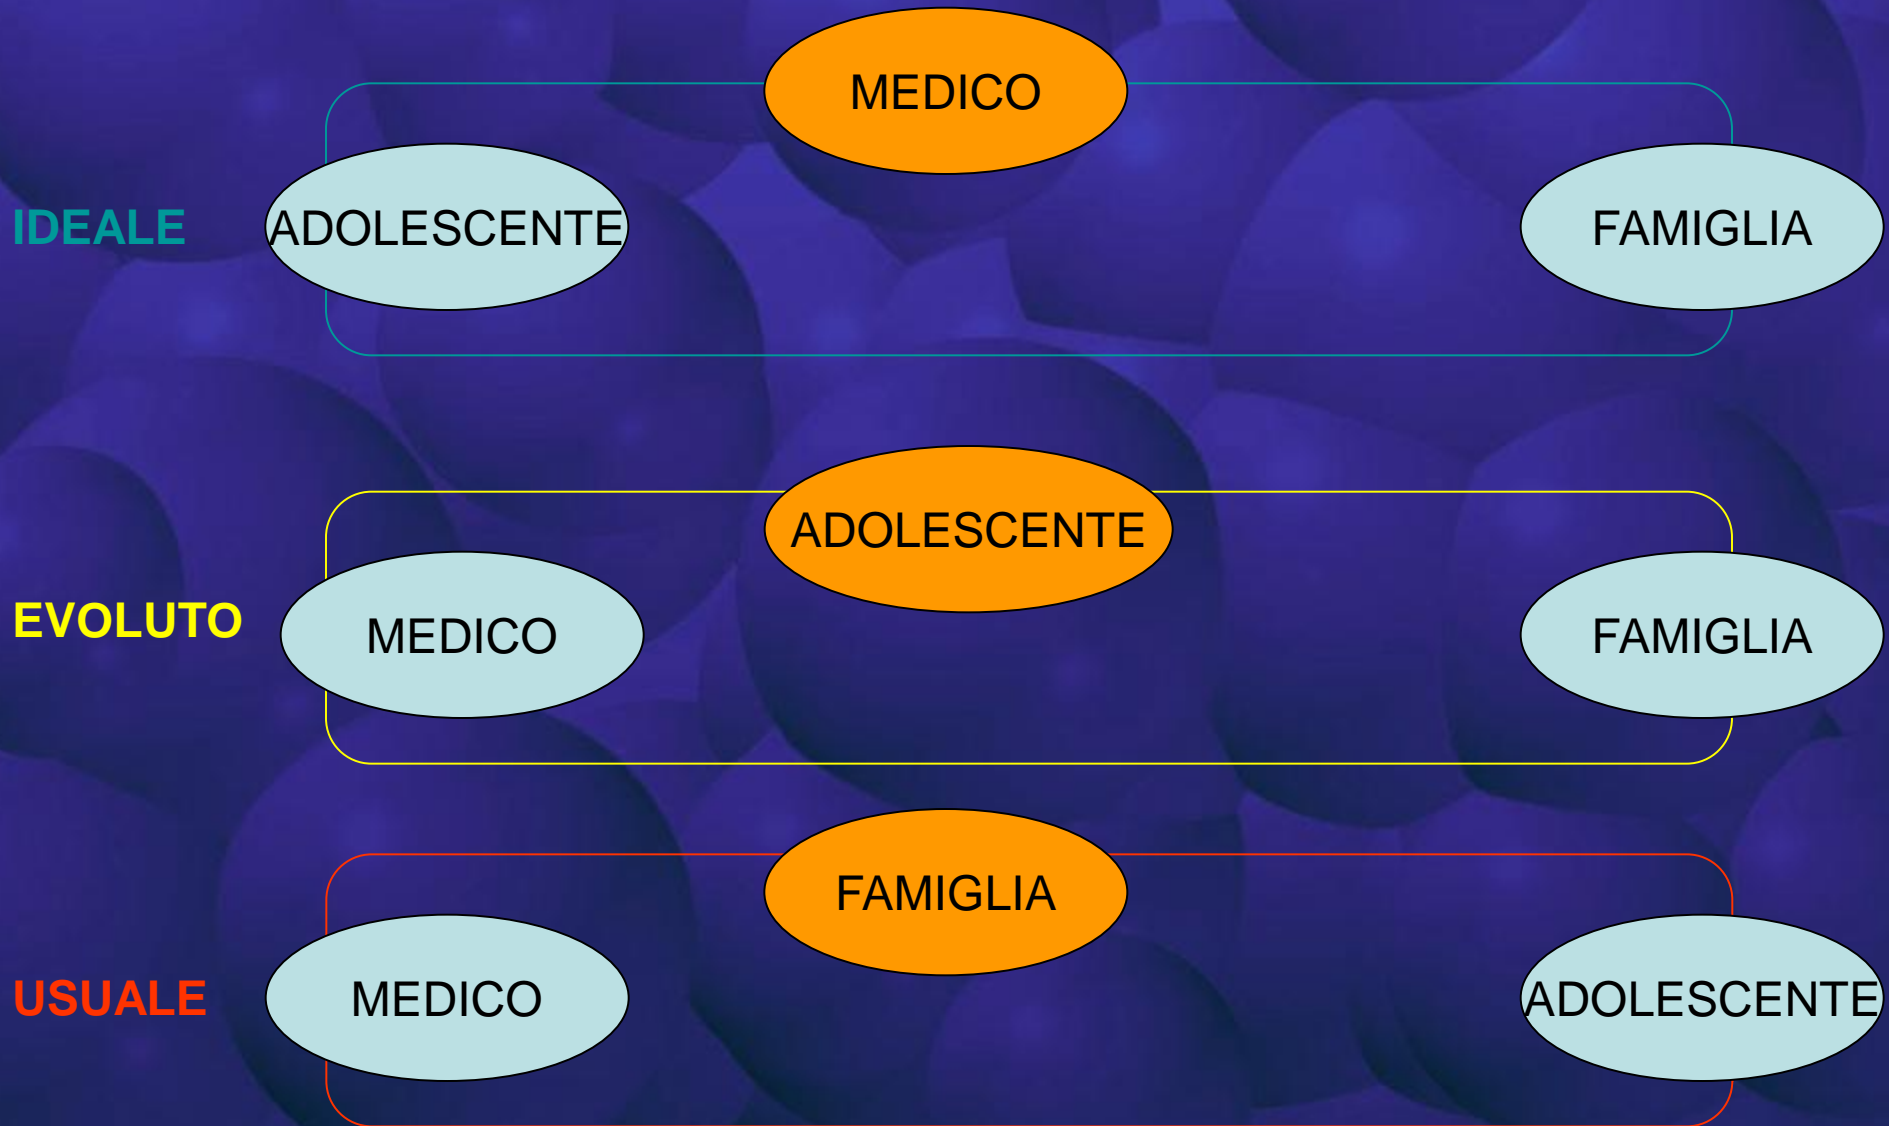 MEDICO
IDEALE ADOLESCENTE FAMIGLIA
ADOLESCENTE
EVOLUTO MEDICO FAMIGLIA
FAMIGLIA
USUALE MEDICO ADOLESCENTE